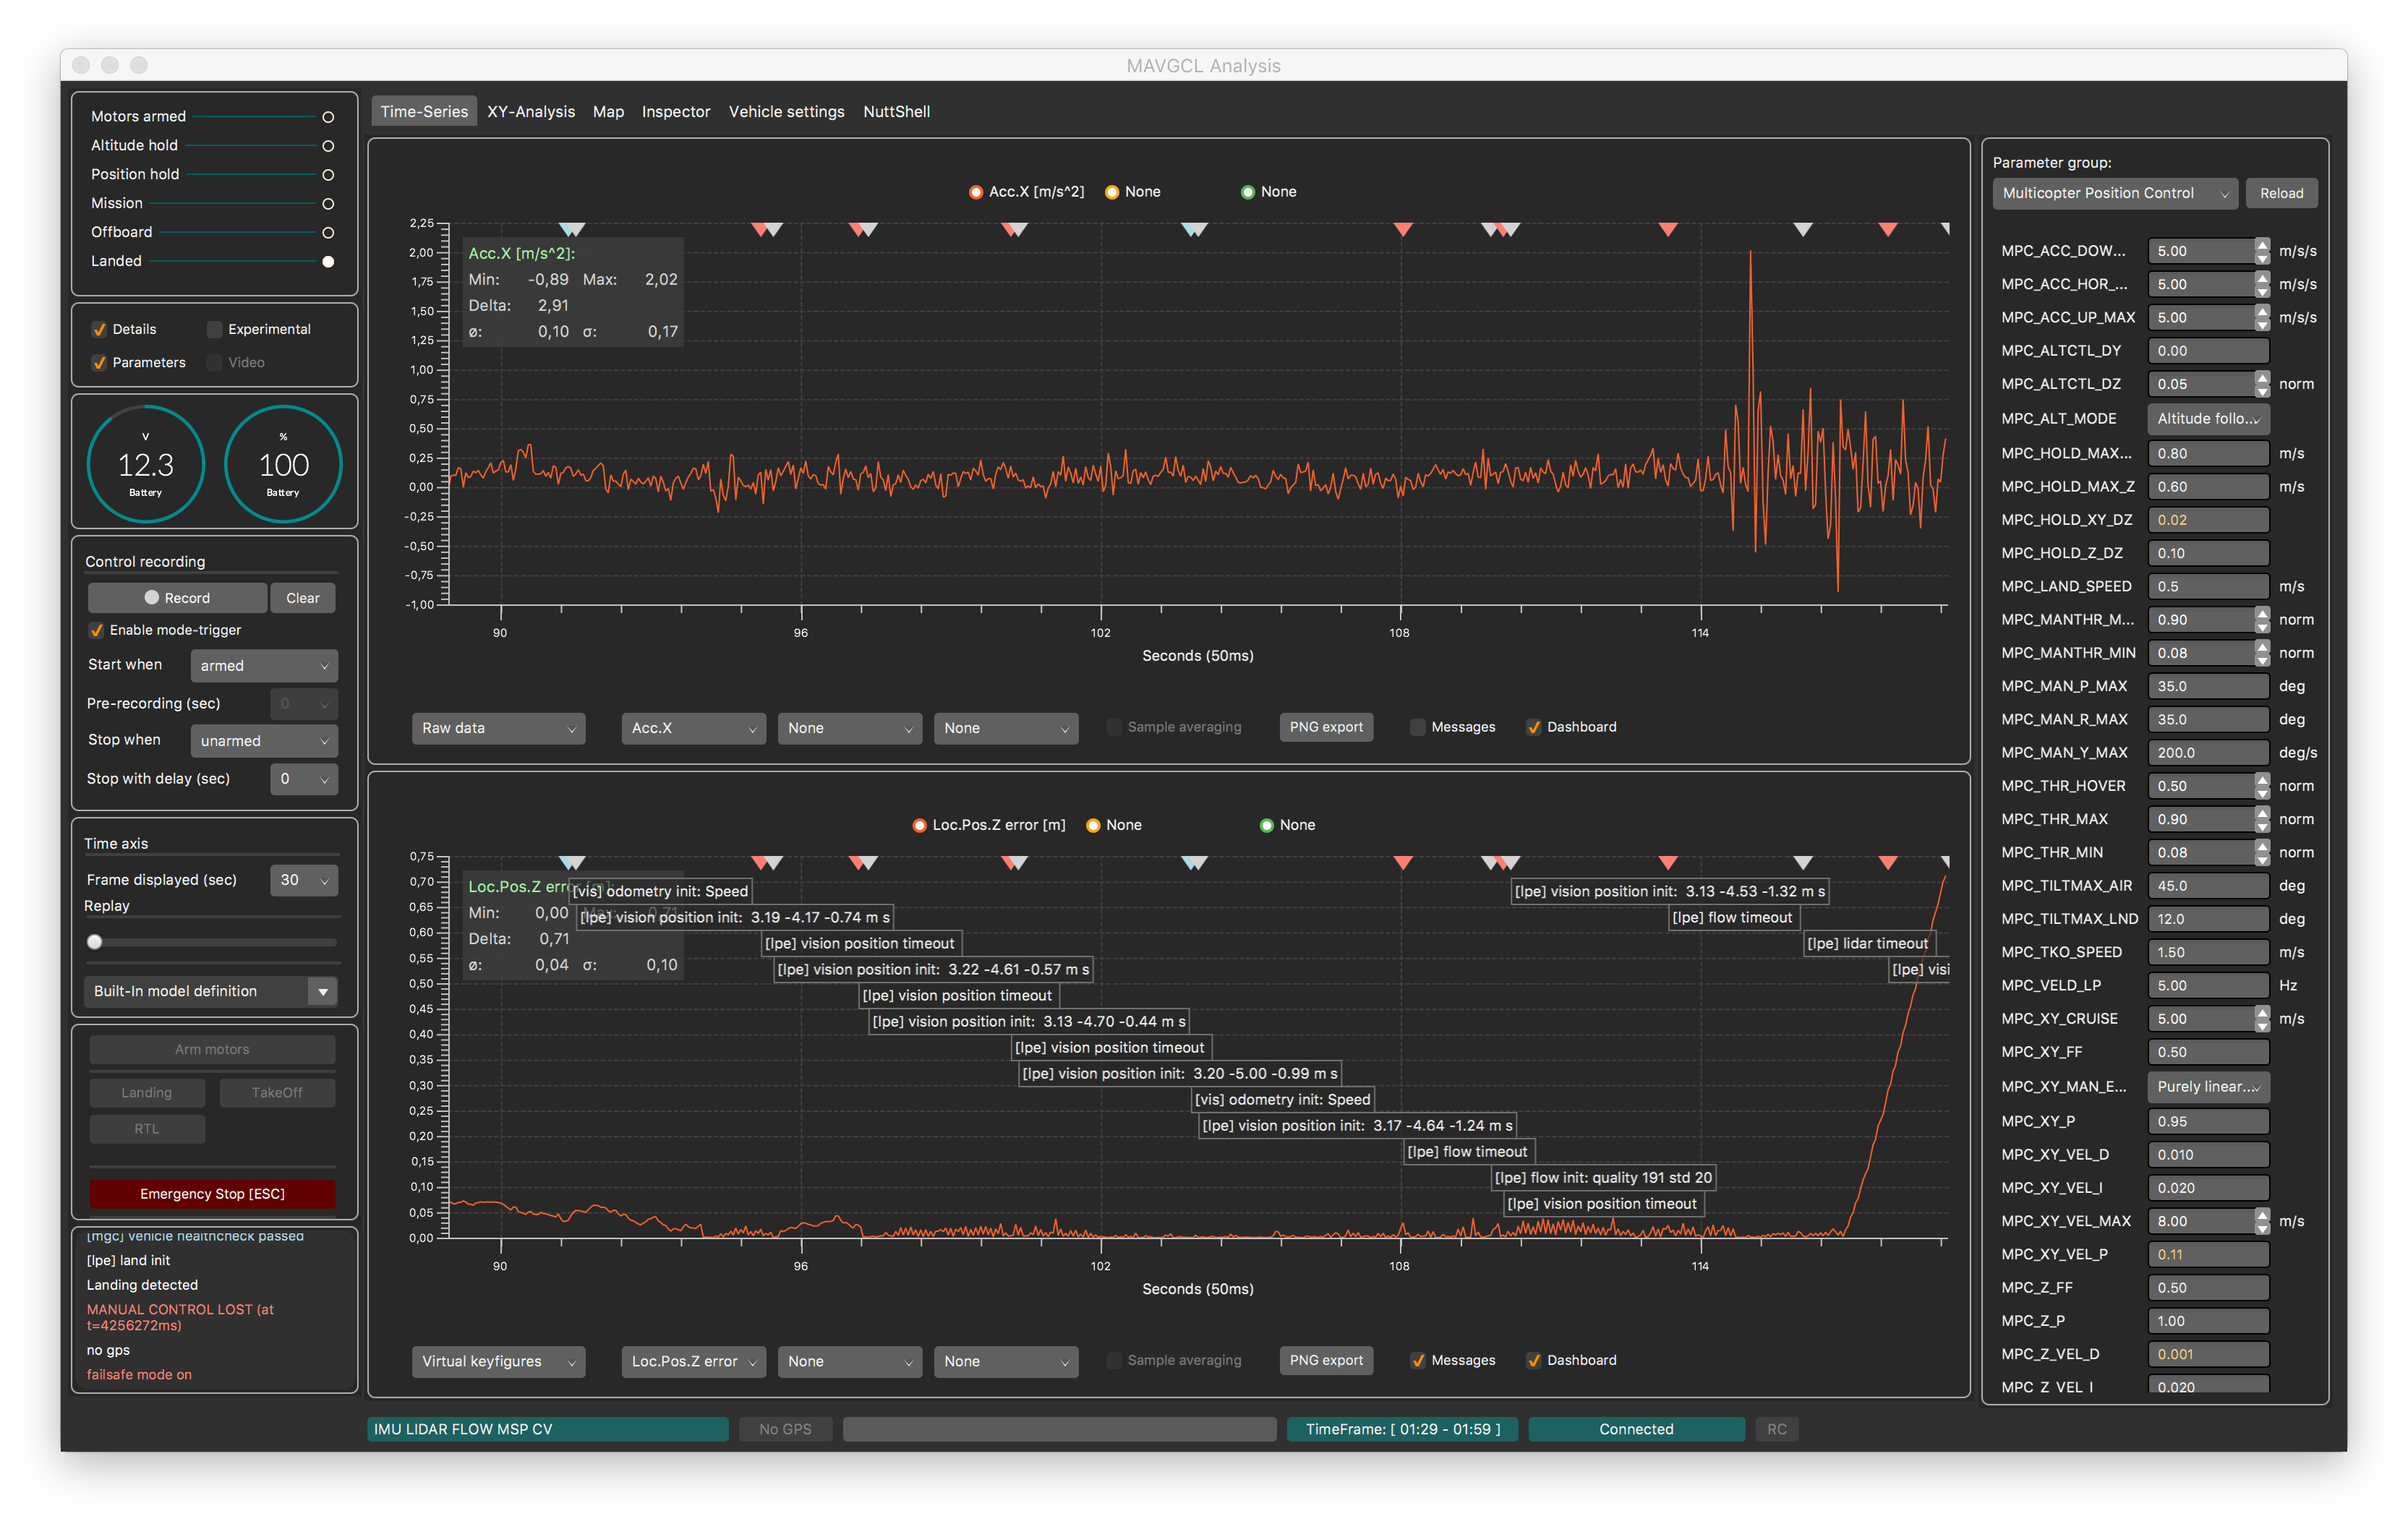 MAVGCL Analysis
Motors armed
Altitude hold
Position hold
Mission
Offboard
Landed
Details
Experimental
Parameters
Video
V
12.3
Battery
%
100
Battery
Control recording
Record
Clear
Enable mode-trigger
Start when
armed
Pre-recording (sec)
0
Stop when
unarmed
Stop with delay (sec)
0
Time axis
Frame displayed (sec)
30
Replay
Built-In model definition
Arm motors
Landing
TakeOff
RTL
Emergency Stop [ESC]
[mgc] vehicle healthcheck passed
[lpe] land init
Landing detected
MANUAL CONTROL LOST (at
t=4256272ms)
no gps
failsafe mode on
Time-Series
XY-Analysis
Map
Inspector
Vehicle settings
NuttShell
Acc.X [m/s^2]
None
None
2,25
2,00
1,75
1,50
1,25
1,00
0,75
0,50
0,25
0,00
-0,25
-0,50
-0,75
-1,00
Acc.X [m/s^2]:
Min: -0,89 Max: 2,02
Delta: 2,91
ø: 0,10 σ: 0,17
90
96
102
108
114
Seconds (50ms)
Raw data
Acc.X
None
None
Sample averaging
PNG export
Messages
Dashboard
Loc.Pos.Z error [m]
None
None
0,75
0,70
0,65
0,60
0,55
0,50
0,45
0,40
0,35
0,30
0,25
0,20
0,15
0,10
0,05
0,00
Loc.Pos.Z error [m]:
Min: 0,00 Max: 0,71
Delta: 0,71
ø: 0,04 σ: 0,10
[vis] odometry init: Speed
[lpe] vision position init: 3.19 -4.17 -0.74 m s
[lpe] vision position timeout
[lpe] vision position init: 3.22 -4.61 -0.57 m s
[lpe] vision position timeout
[lpe] vision position init: 3.13 -4.70 -0.44 m s
[lpe] vision position timeout
[lpe] vision position init: 3.20 -5.00 -0.99 m s
[vis] odometry init: Speed
[lpe] vision position init: 3.17 -4.64 -1.24 m s
[lpe] flow timeout
[lpe] flow init: quality 191 std 20
[lpe] vision position timeout
[lpe] vision position init: 3.13 -4.53 -1.32 m s
[lpe] flow timeout
[lpe] lidar timeout
[lpe] visi
90
96
102
108
114
Seconds (50ms)
Virtual keyfigures
Loc.Pos.Z error
None
None
Sample averaging
PNG export
Messages
Dashboard
Parameter group:
Multicopter Position Control
Reload
MPC_ACC_DOW... 5.00 m/s/s
MPC_ACC_HOR_... 5.00 m/s/s
MPC_ACC_UP_MAX 5.00 m/s/s
MPC_ALTCTL_DY 0.00
MPC_ALTCTL_DZ 0.05 norm
MPC_ALT_MODE Altitude follo...
MPC_HOLD_MAX... 0.80 m/s
MPC_HOLD_MAX_Z 0.60 m/s
MPC_HOLD_XY_DZ 0.02
MPC_HOLD_Z_DZ 0.10
MPC_LAND_SPEED 0.5 m/s
MPC_MANTHR_M... 0.90 norm
MPC_MANTHR_MIN 0.08 norm
MPC_MAN_P_MAX 35.0 deg
MPC_MAN_R_MAX 35.0 deg
MPC_MAN_Y_MAX 200.0 deg/s
MPC_THR_HOVER 0.50 norm
MPC_THR_MAX 0.90 norm
MPC_THR_MIN 0.08 norm
MPC_TILTMAX_AIR 45.0 deg
MPC_TILTMAX_LND 12.0 deg
MPC_TKO_SPEED 1.50 m/s
MPC_VELD_LP 5.00 Hz
MPC_XY_CRUISE 5.00 m/s
MPC_XY_FF 0.50
MPC_XY_MAN_E... Purely linear...
MPC_XY_P 0.95
MPC_XY_VEL_D 0.010
MPC_XY_VEL_I 0.020
MPC_XY_VEL_MAX 8.00 m/s
MPC_XY_VEL_P 0.11
MPC_Z_FF 0.50
MPC_Z_P 1.00
MPC_Z_VEL_D 0.001
MPC_Z_VEL_I 0.020
IMU LIDAR FLOW MSP CV
No GPS
TimeFrame: [ 01:29 - 01:59 ]
Connected
RC